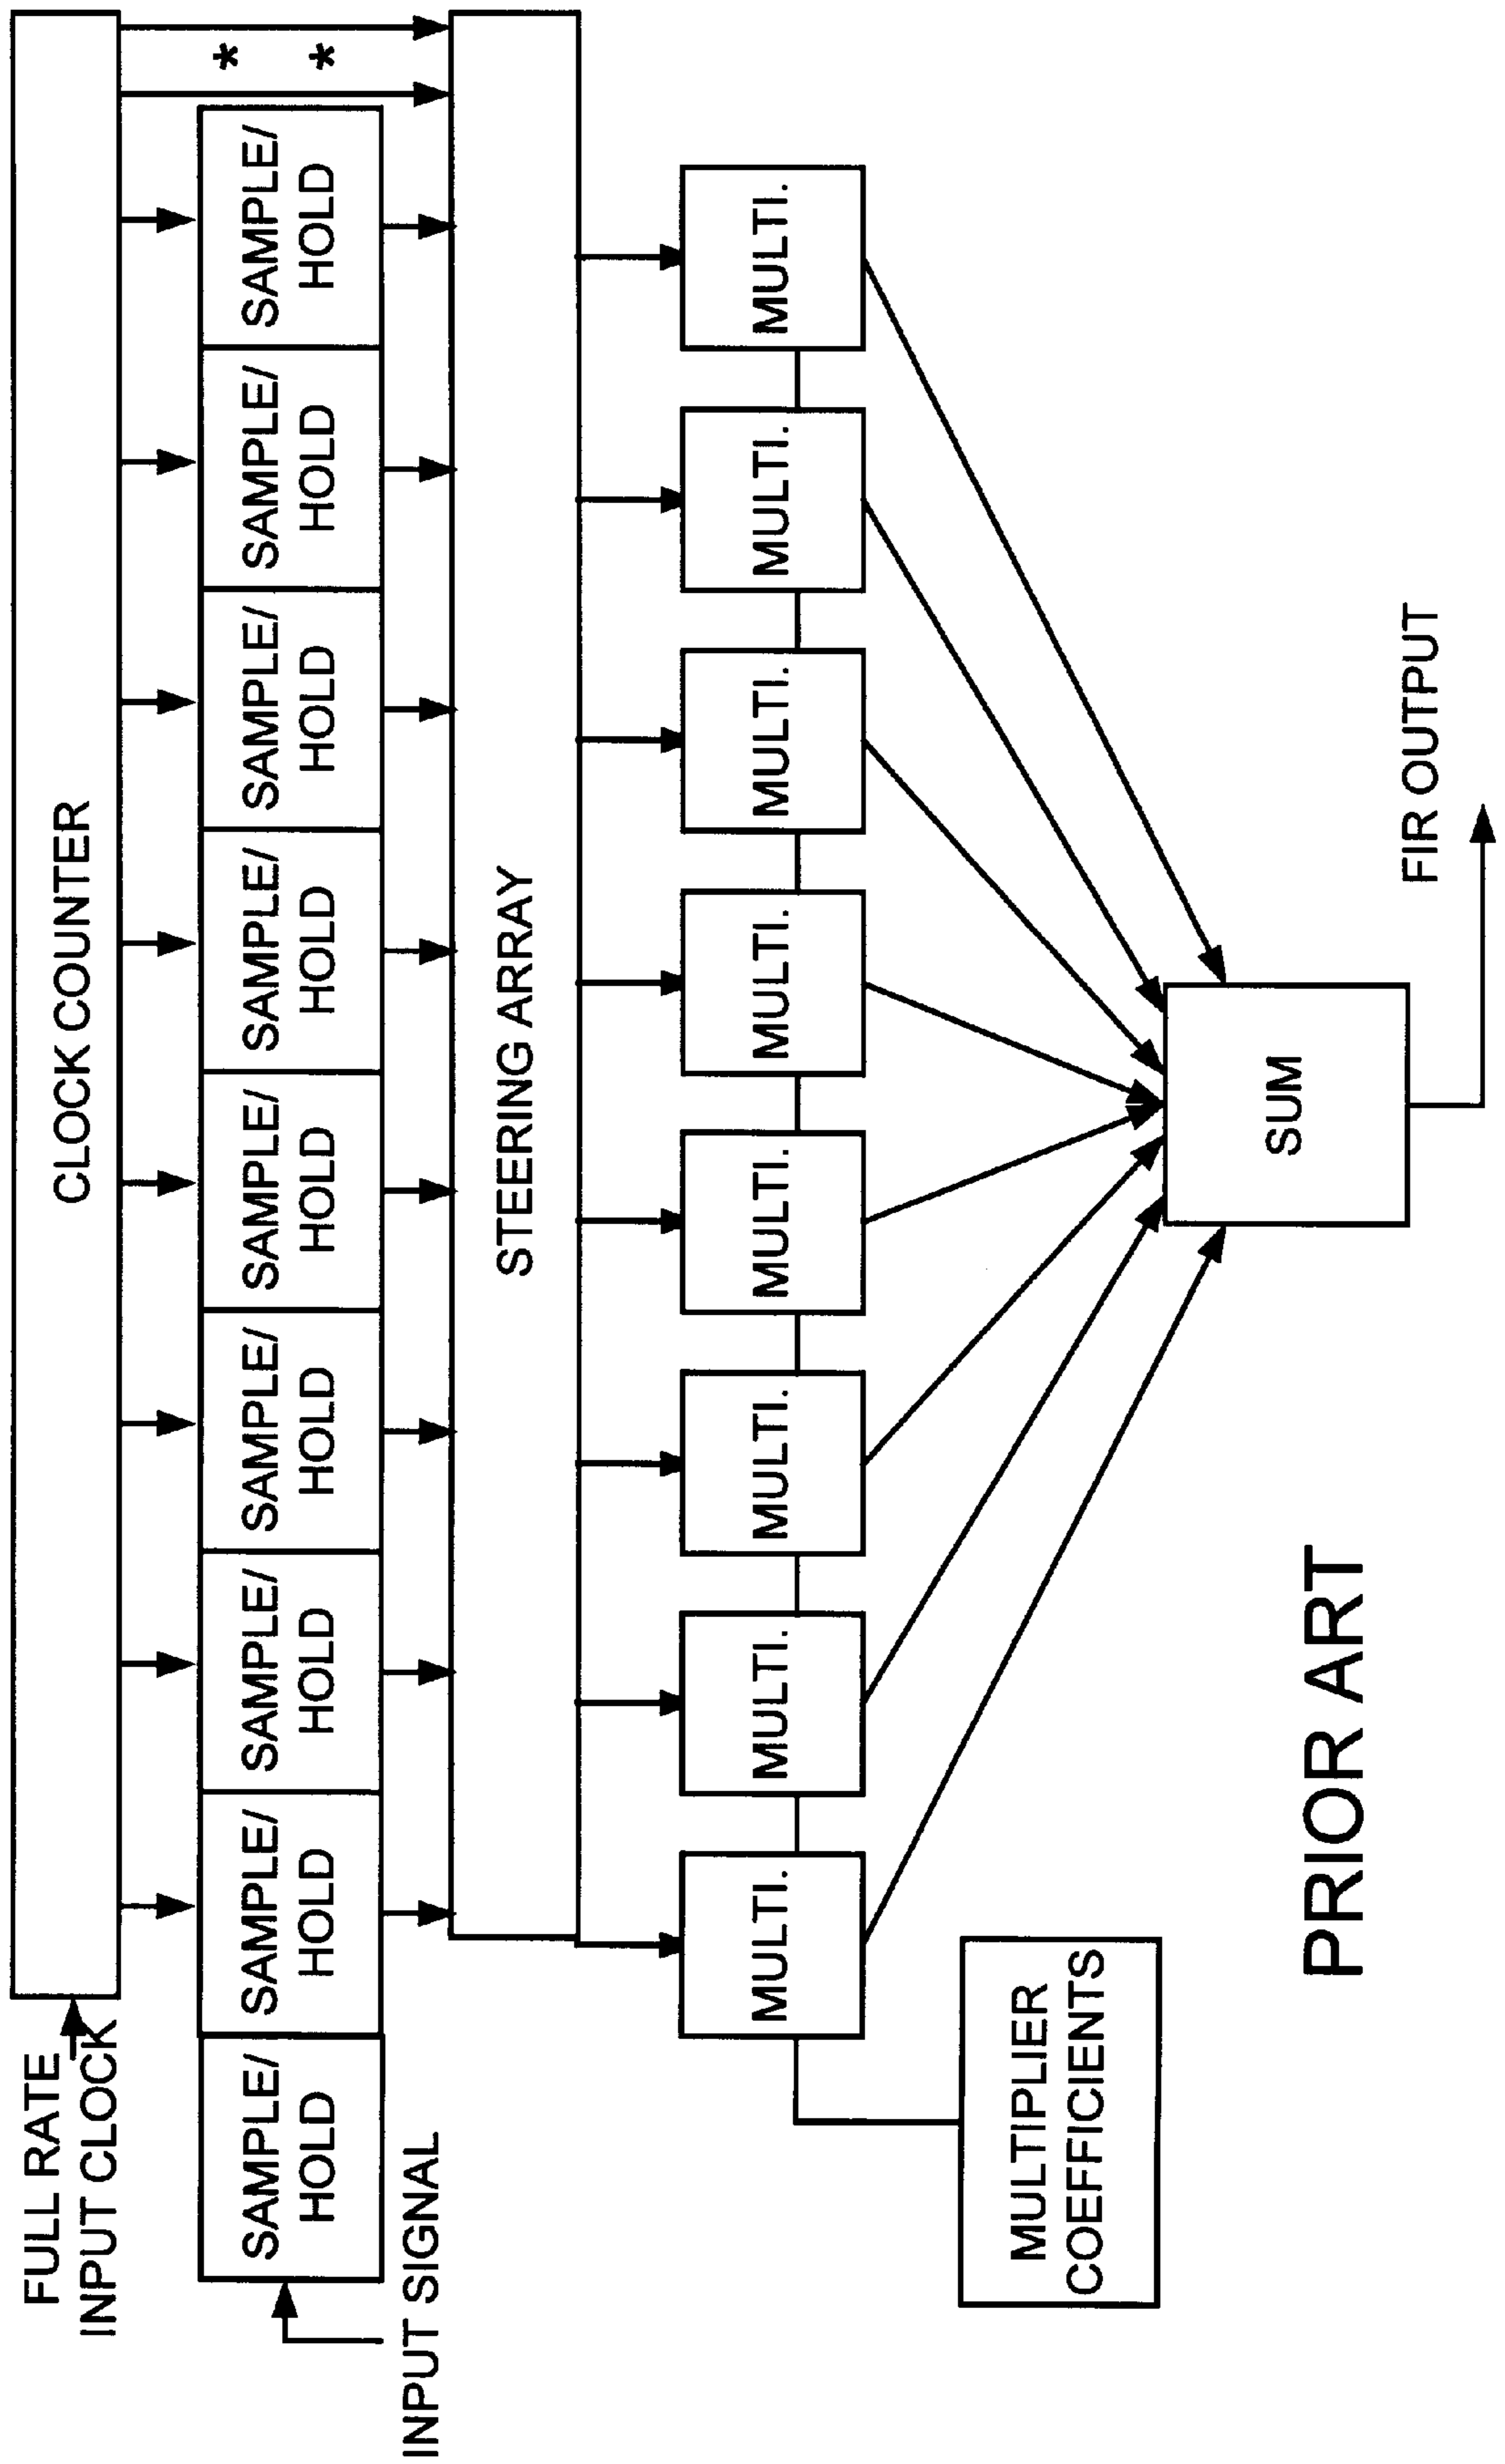 FULL RATE
INPUT CLOCK
CLOCK COUNTER
SAMPLE/
HOLD
SAMPLE/
HOLD
SAMPLE/
HOLD
SAMPLE/
HOLD
SAMPLE/
HOLD
SAMPLE/
HOLD
SAMPLE/
HOLD
SAMPLE/
HOLD
SAMPLE/
HOLD
*
*
INPUT SIGNAL
STEERING ARRAY
MULTI.
MULTI.
MULTI.
MULTI.
MULTI.
MULTI.
MULTI.
MULTI.
MULTIPLIER
COEFFICIENTS
SUM
PRIOR ART
FIR OUTPUT